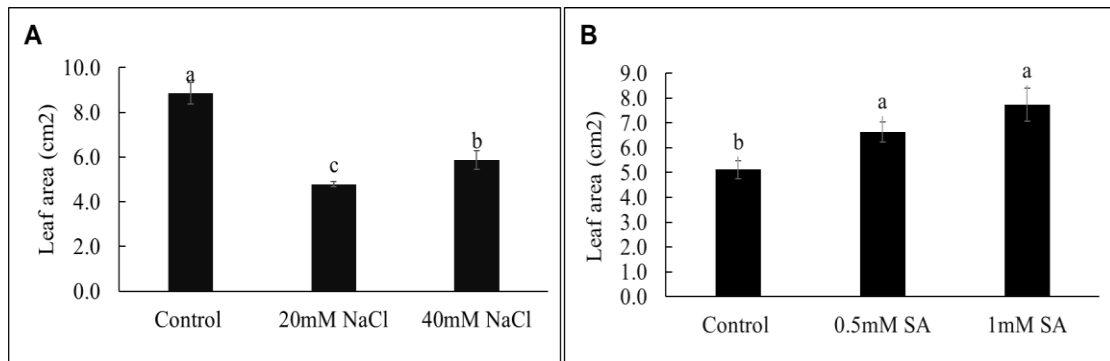 A
Leaf area (cm2)
10.0
8.0
6.0
4.0
2.0
0.0
a
c
b
Control 20mM NaCl 40mM NaCl
B
Leaf area (cm2)
9.0
8.0
7.0
6.0
5.0
4.0
3.0
2.0
1.0
0.0
b
a
a
Control 0.5mM SA 1mM SA